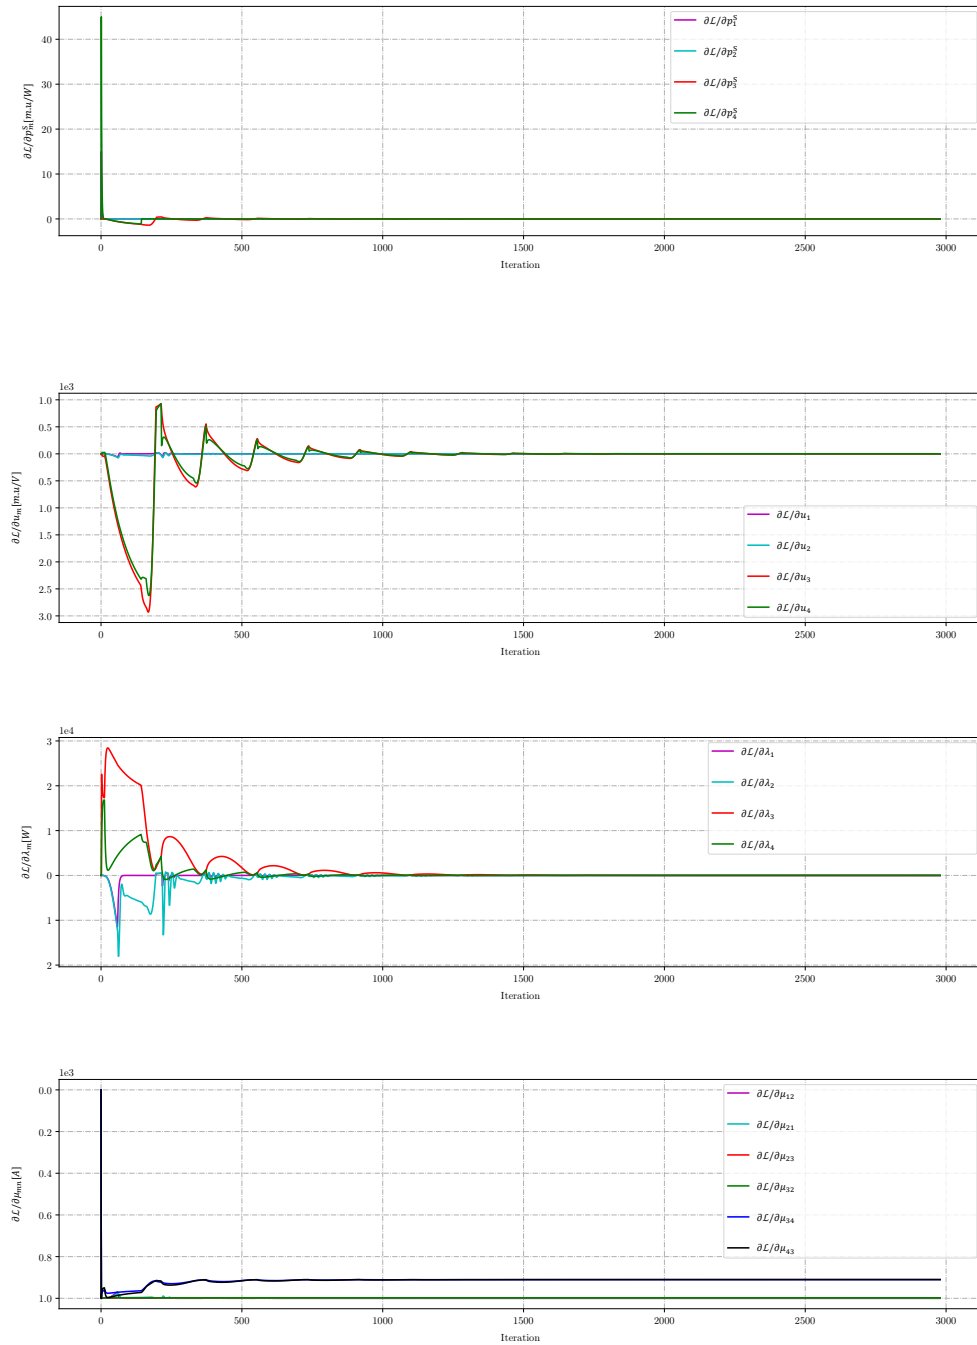 ∂ℒ/∂p₁ˢ
∂ℒ/∂p₂ˢ
∂ℒ/∂p₃ˢ
∂ℒ/∂p₄ˢ
∂ℒ/∂pₘˢ[m.u/W]
40
30
20
10
0
0 500 1000 1500 2000 2500 3000
Iteration
1e3
1.0
0.5
0.0
0.5
1.0
1.5
2.0
2.5
3.0
∂ℒ/∂uₘ[m.u/V]
∂ℒ/∂u₁
∂ℒ/∂u₂
∂ℒ/∂u₃
∂ℒ/∂u₄
0 500 1000 1500 2000 2500 3000
Iteration
1e4
3
2
1
0
1
2
∂ℒ/∂λₘ[W]
∂ℒ/∂λ₁
∂ℒ/∂λ₂
∂ℒ/∂λ₃
∂ℒ/∂λ₄
0 500 1000 1500 2000 2500 3000
Iteration
1e3
0.0
0.2
0.4
0.6
0.8
1.0
∂ℒ/∂μₘₙ[A]
∂ℒ/∂μ₁₂
∂ℒ/∂μ₂₁
∂ℒ/∂μ₂₃
∂ℒ/∂μ₃₂
∂ℒ/∂μ₃₄
∂ℒ/∂μ₄₃
0 500 1000 1500 2000 2500 3000
Iteration